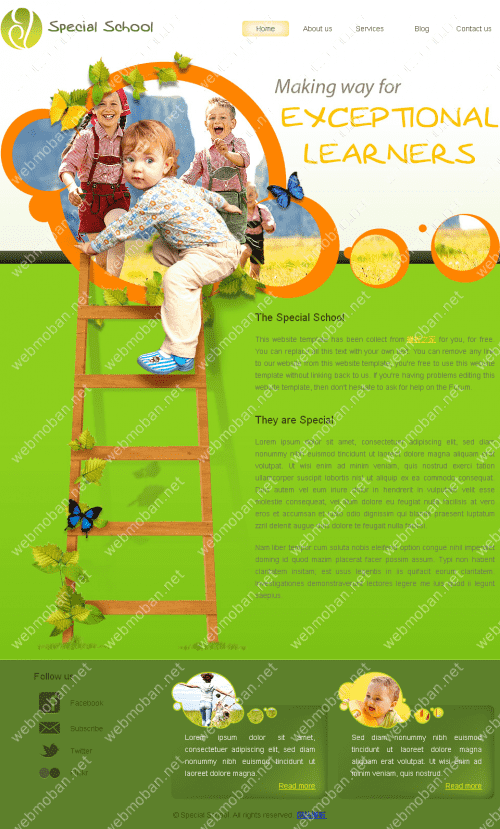 Special School
Home
About us
Services
Blog
Contact us
Making way for
EXCEPTIONAL
LEARNERS
The Special School
This website template has been collect from
for you, for free.
You can replace all this text with your own text. You can remove any link
to our website from this website template, you're free to use this website
template without linking back to us. If you're having problems editing this
website template, then don't hesitate to ask for help on the Forum.
They are Special
Lorem ipsum dolor sit amet, consectetuer adipiscing elit, sed diam
nonummy nibh euismod tincidunt ut laoreet dolore magna aliquam erat
volutpat. Ut wisi enim ad minim veniam, quis nostrud exerci tation
ullamcorper suscipit lobortis nisl ut aliquip ex ea commodo consequat.
Duis autem vel eum iriure dolor in hendrerit in vulputate velit esse
molestie consequat, vel illum dolore eu feugiat nulla facilisis at vero
eros et accumsan et iusto odio dignissim qui blandit praesent luptatum
zzril delenit augue duis dolore te feugait nulla facilisi.
Nam liber tempor cum soluta nobis eleifend option congue nihil imperdiet
doming id quod mazim placerat facer possim assum. Typi non habent
claritatem insitam; est usus legentis in iis qui facit eorum claritatem.
Investigationes demonstraverunt lectores legere me lius quod ii legunt
saepius.
Follow us
Facebook
Subscribe
Twitter
Flickr
Lorem ipsum dolor sit amet,
consectetuer adipiscing elit, sed diam
nonummy nibh euismod tincidunt ut
laoreet dolore magna.
Read more
Sed diam nonummy nibh euismod
tincidunt ut laoreet dolore magna
aliquam erat volutpat. Ut wisi enim ad
minim veniam, quis nostrud.
Read more
© Special School. All rights reserved.
webmoban.net